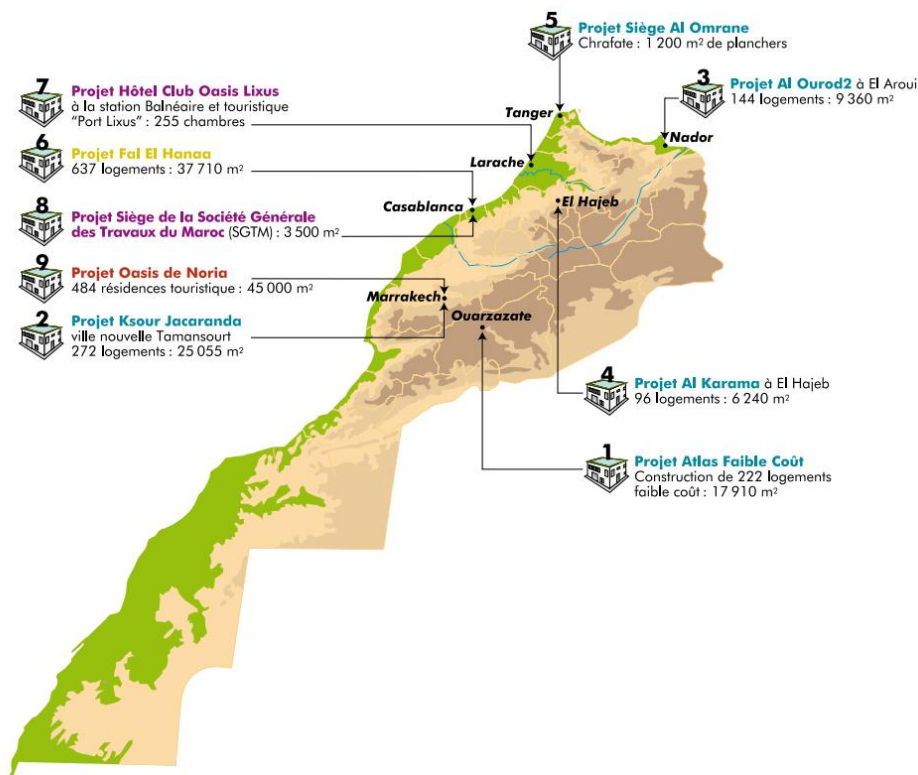 5
Projet Siège Al Omrane
Chrafate : 1 200 m² de planchers
7
Projet Hôtel Club Oasis Lixus
à la station Balnéaire et touristique
“Port Lixus” : 255 chambres
3
Projet Al Ourod2 à El Aroui
144 logements : 9 360 m²
Tanger
Nador
6
Projet Fal El Hanaa
637 logements : 37 710 m²
Larache
Casablanca
El Hajeb
8
Projet Siège de la Société Générale
des Travaux du Maroc (SGTM) : 3 500 m²
9
Projet Oasis de Noria
484 résidences touristique : 45 000 m²
Marrakech
Ouarzazate
2
Projet Ksour Jacaranda
ville nouvelle Tamansourt
272 logements : 25 055 m²
4
Projet Al Karama à El Hajeb
96 logements : 6 240 m²
1
Projet Atlas Faible Coût
Construction de 222 logements
faible coût : 17 910 m²